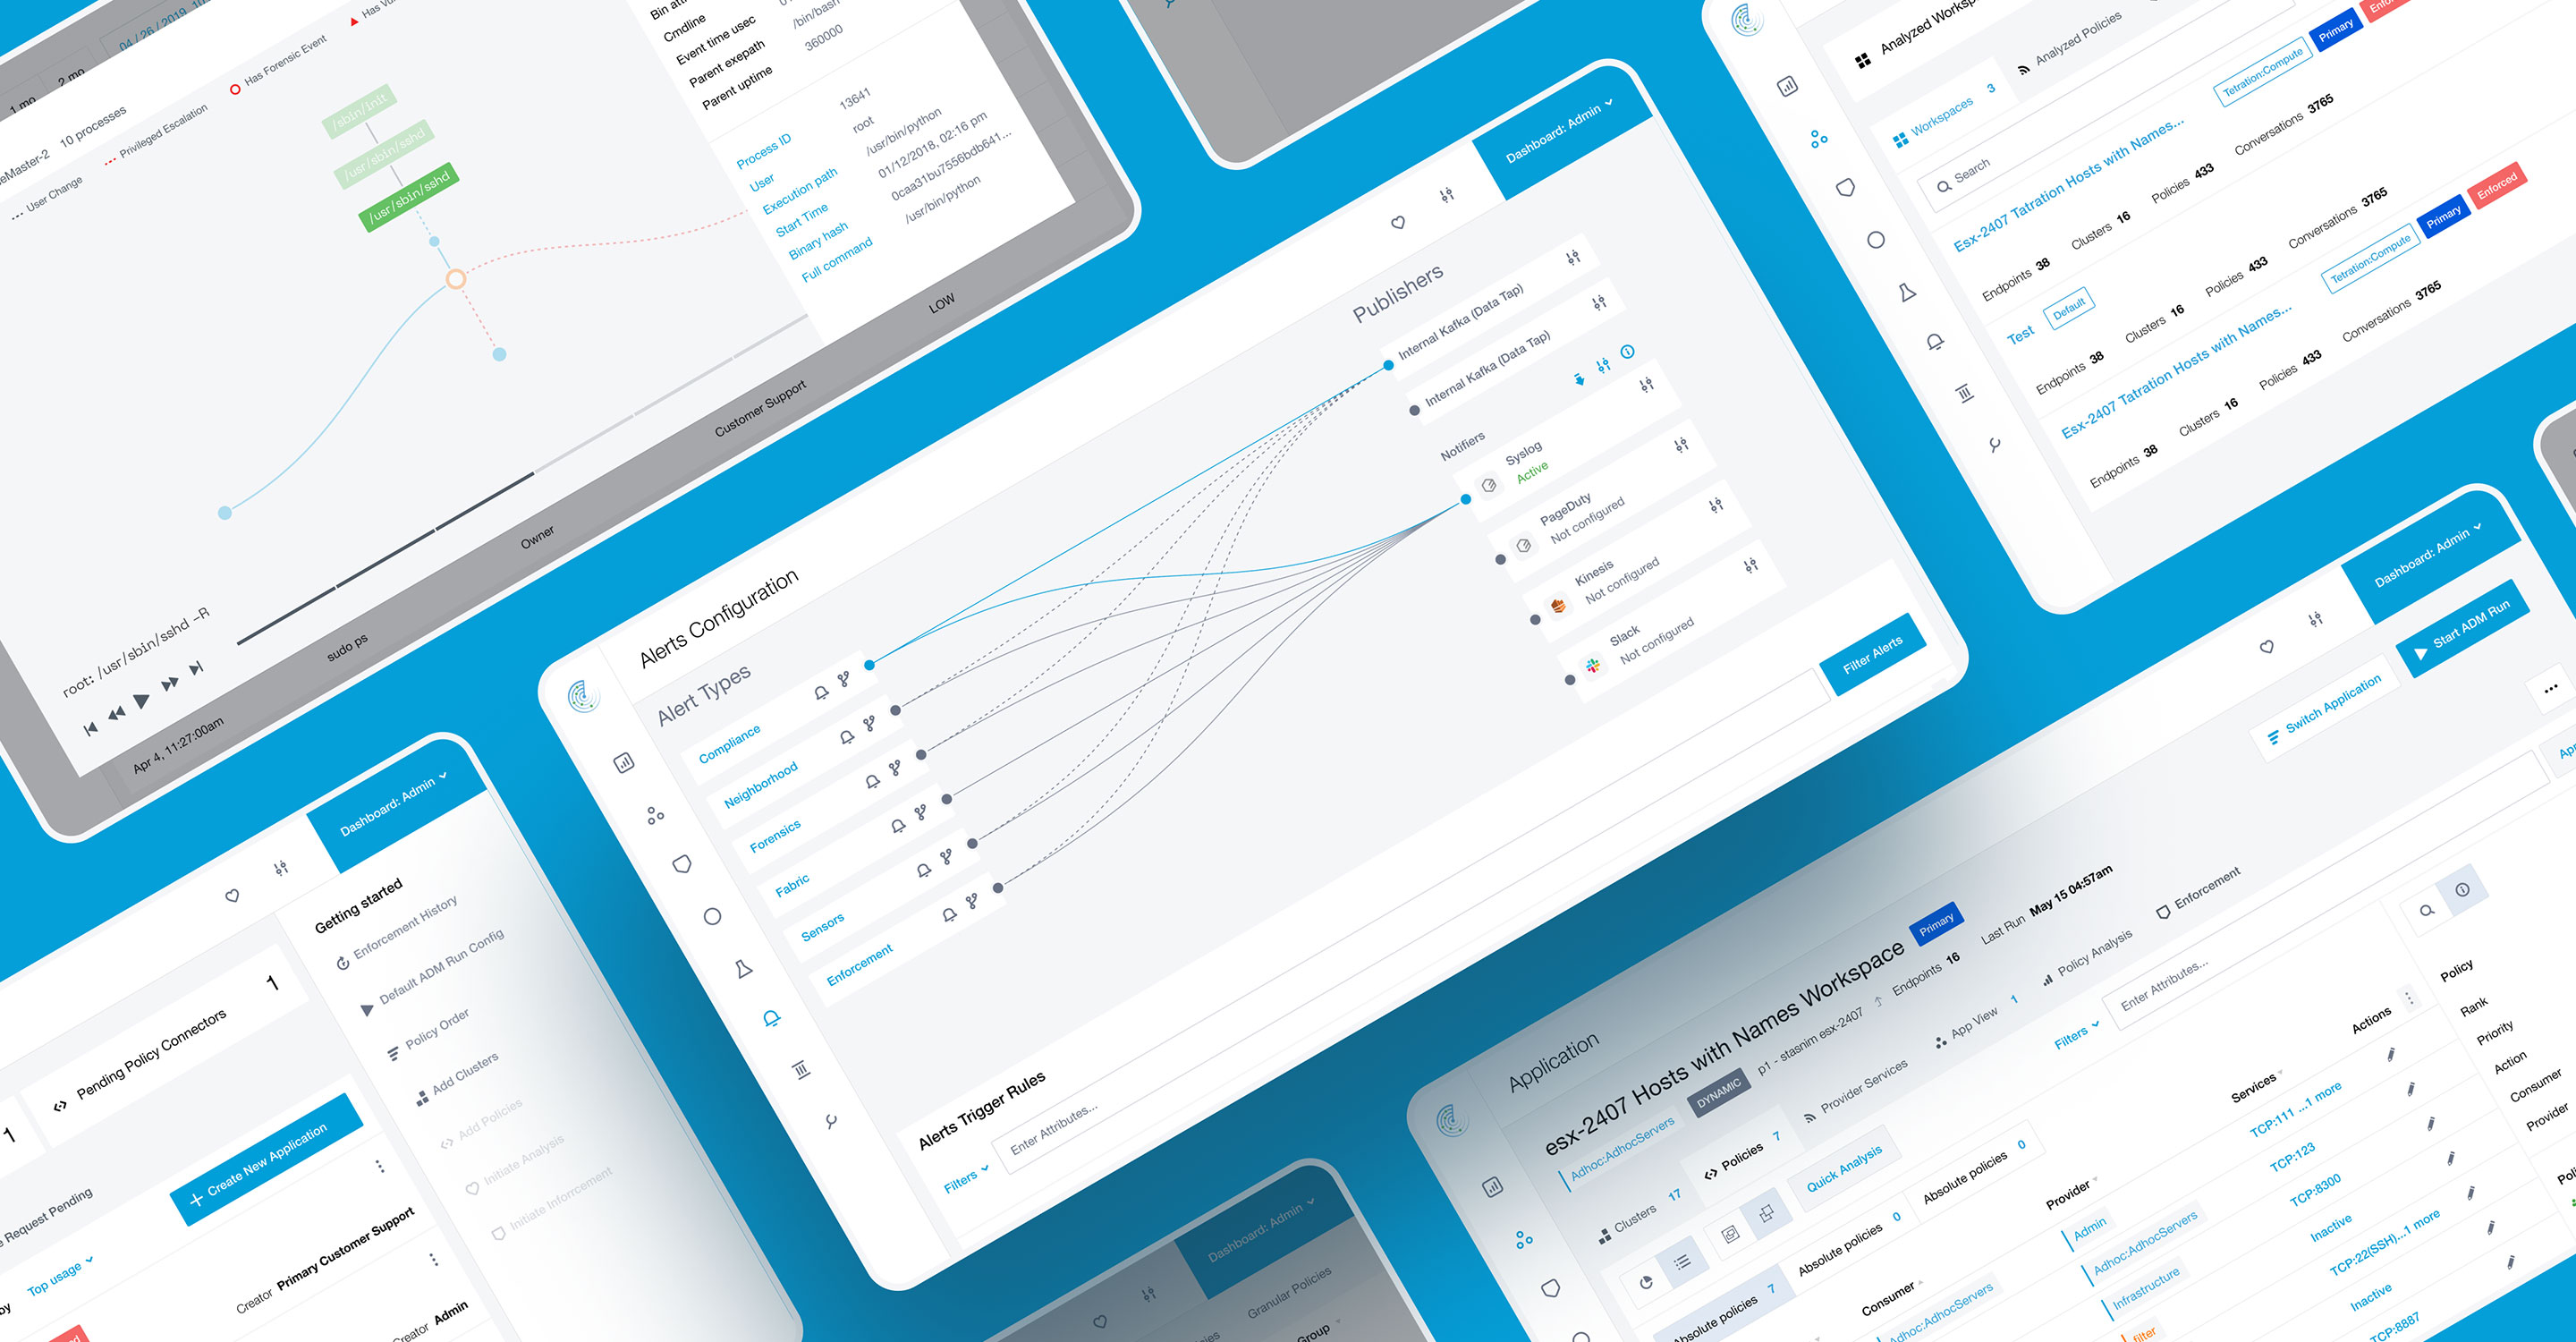 04 / 26 / 2019
1 mo
2 mo
10 processes
User Change
Privileged Escalation
Has Forensic Event
/sbin/init
/usr/sbin/sshd
/usr/sbin/sshd
Cmdline
/bin/bash
Event time usec
360000
Parent exepath
Parent uptime
Process ID
13641
User
root
Execution path
/usr/bin/python
Start Time
01/12/2018, 02:16 pm
Binary hash
0caa31bu7556bdb641...
Full command
/usr/bin/python
root: /usr/sbin/sshd –R
Apr 4, 11:27:00am
sudo ps
Owner
Customer Support
LOW
Dashboard: Admin
Getting started
Enforcement History
Default ADM Run Config
Policy Order
Add Clusters
Add Policies
Initiate Analysis
Initiate Inforrcement
1
Pending Policy Connectors
1
Request Pending
Create New Application
Top usage
Creator Primary Customer Support
Admin
Dashboard: Admin
Alerts Configuration
Alert Types
Compliance
Neighborhood
Forensics
Fabric
Sensors
Enforcement
Publishers
Internal Kafka (Data Tap)
Internal Kafka (Data Tap)
Notifiers
Syslog
Active
PageDuty
Not configured
Kinesis
Not configured
Slack
Not configured
Alerts Trigger Rules
Filters
Enter Attributes...
Filter Alerts
Dashboard: Admin
Granular Policies
Group
Analyzed Policies
Workspaces 3
Search
Esx-2407 Tatration Hosts with Names...
Tetration:Compute
Primary
Endpoints 38
Clusters 16
Policies 433
Conversations 3765
Test
Default
Endpoints 38
Clusters 16
Policies 433
Conversations 3765
Esx-2407 Tatration Hosts with Names...
Tetration:Compute
Primary
Enforced
Endpoints 38
Clusters 16
Policies 433
Conversations 3765
Dashboard: Admin
Application
Switch Application
Start ADM Run
esx-2407 Hosts with Names Workspace
Primary
Adhoc:AdhocServers
DYNAMIC
p1 - stasnim esx-2407
Endpoints 16
Last Run May 15 04:57am
Clusters 17
Policies 7
Provider Services
App View 1
Policy Analysis
Enforcement
Quick Analysis
Filters
Enter Attributes...
Absolute policies 7
Absolute policies 0
Absolute policies 0
Consumer
Provider
Services
Actions
Adhoc:AdhocServers
Admin
TCP:111 ...1 more
Adhoc:AdhocServers
TCP:123
Infrastructure
TCP:8300
filter
Inactive
TCP:22(SSH)...1 more
Inactive
TCP:8887
Policy
Rank
Priority
Action
Consumer
Provider